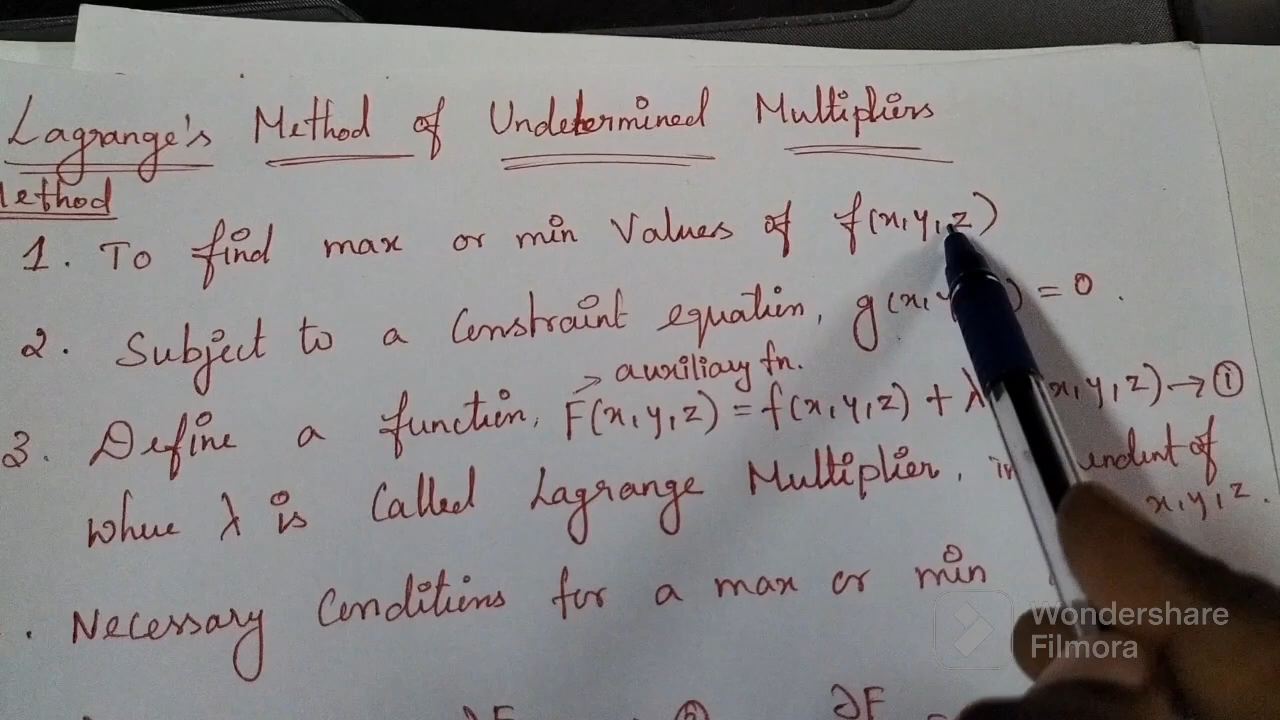 Lagrange's Method of Undetermined Multipliers
Method
1. To find max or min values of f(x,y,z)
2. Subject to a Constraint equation, g(x,y ) = 0.
> auxiliary fn.
3. Define a function, F(x,y,z) = f(x,y,z) + λ (x,y,z) → ①
where λ is called Lagrange Multiplier, of
x,y,z.
. Necessary Conditions for a max or min
∂F
Wondershare
Filmora